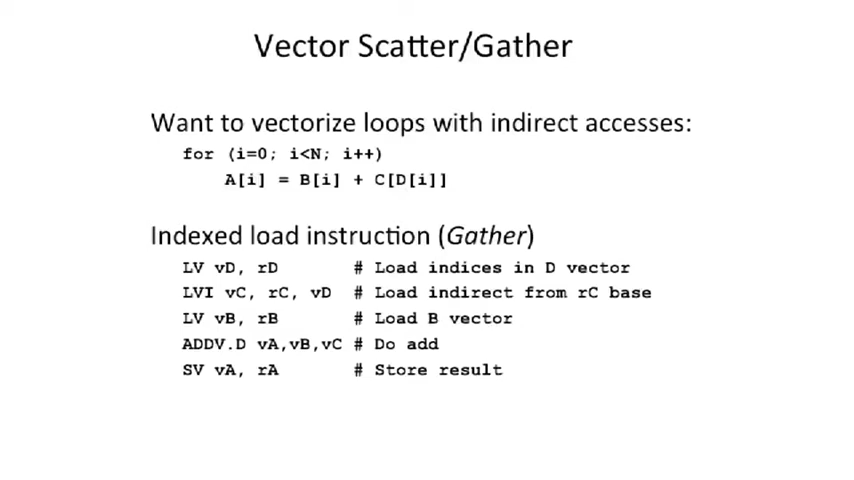 Vector Scatter/Gather
Want to vectorize loops with indirect accesses:
for (i=0; i<N; i++)
A[i] = B[i] + C[D[i]]
Indexed load instruction (Gather)
LV vD, rD # Load indices in D vector
LVI vC, rC, vD # Load indirect from rC base
LV vB, rB # Load B vector
ADDV.D vA,vB,vC # Do add
SV vA, rA # Store result